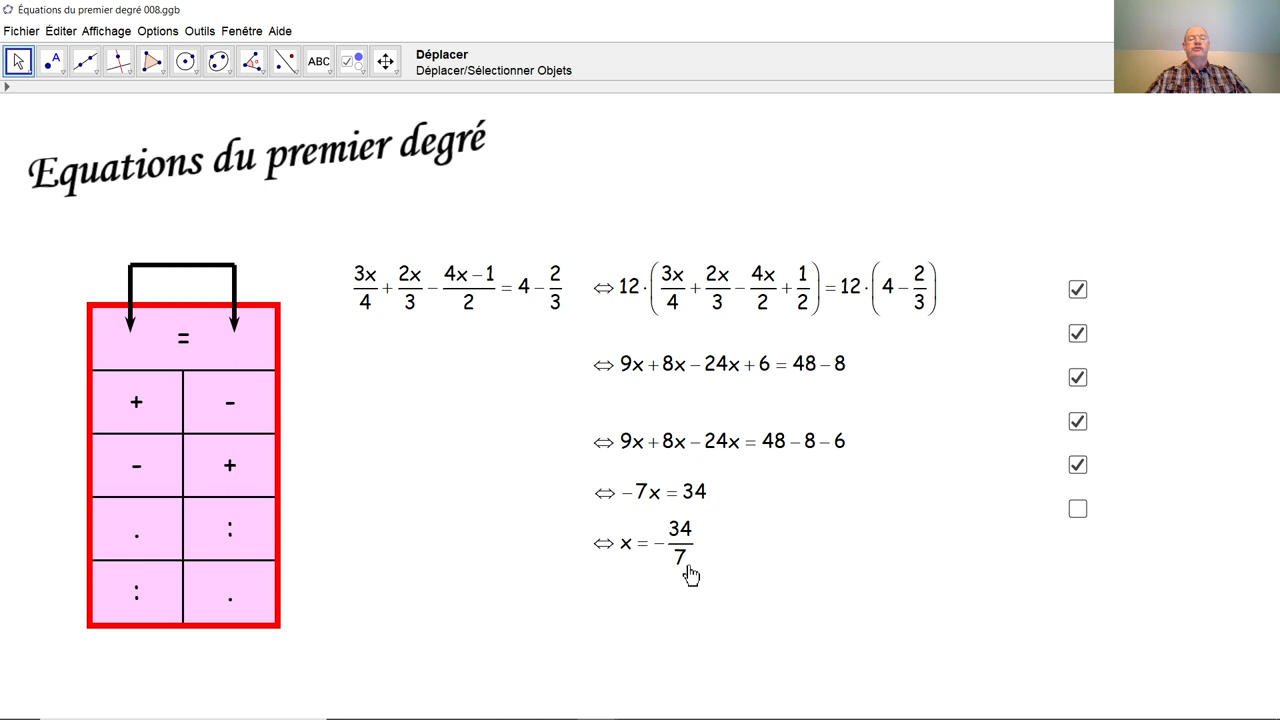 Équations du premier degré 008.ggb
Fichier Éditer Affichage Options Outils Fenêtre Aide
A
ABC
Déplacer
Déplacer/Sélectionner Objets
Equations du premier degré
=
+ -
- +
. :
: .
3x/4 + 2x/3 − (4x−1)/2 = 4 − 2/3 ⇔ 12·(3x/4 + 2x/3 − 4x/2 + 1/2) = 12·(4 − 2/3)
⇔ 9x + 8x − 24x + 6 = 48 − 8
⇔ 9x + 8x − 24x = 48 − 8 − 6
⇔ −7x = 34
⇔ x = −34/7